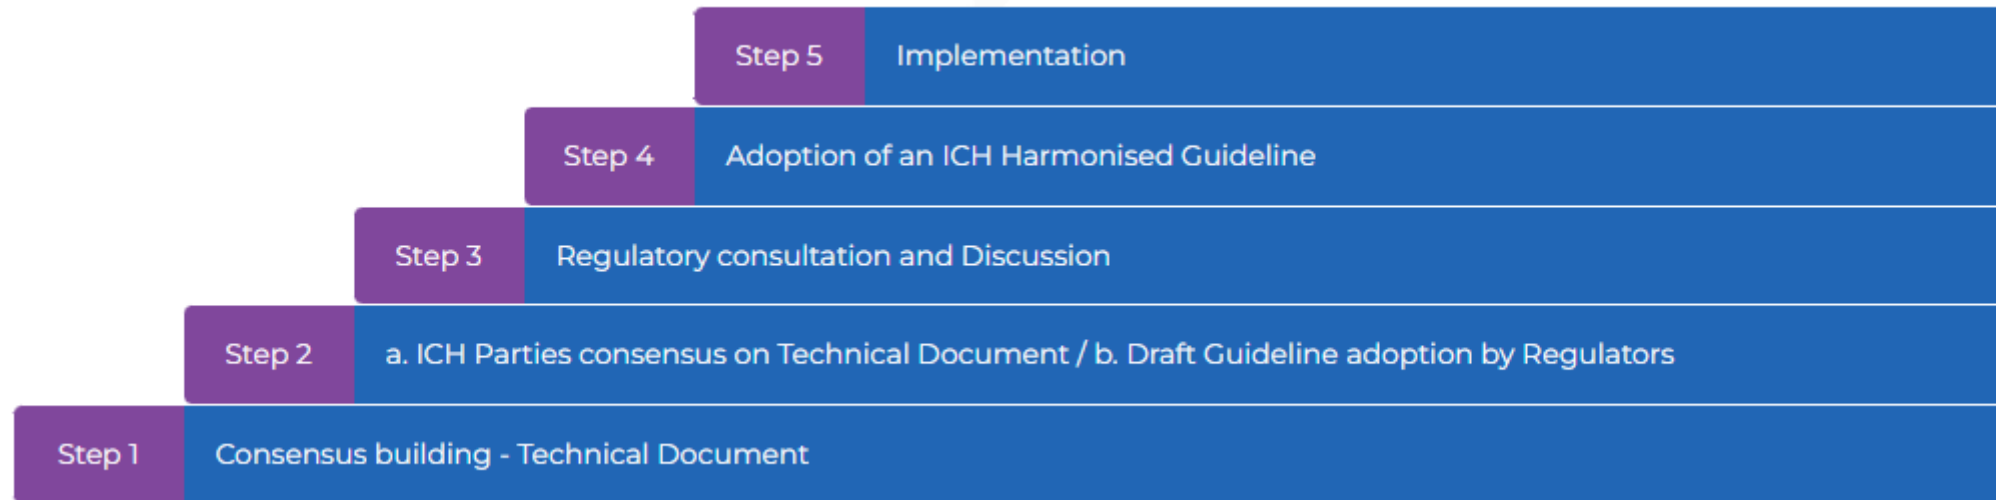 Step 5 Implementation
Step 4 Adoption of an ICH Harmonised Guideline
Step 3 Regulatory consultation and Discussion
Step 2 a. ICH Parties consensus on Technical Document / b. Draft Guideline adoption by Regulators
Step 1 Consensus building - Technical Document